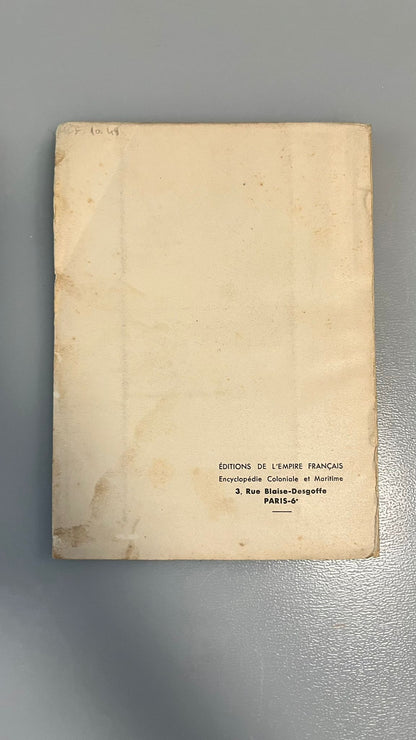 ÉDITIONS DE L'EMPIRE FRANÇAIS
Encyclopédie Coloniale et Maritime
3, Rue Blaise-Desgoffe
PARIS-6ᵉ